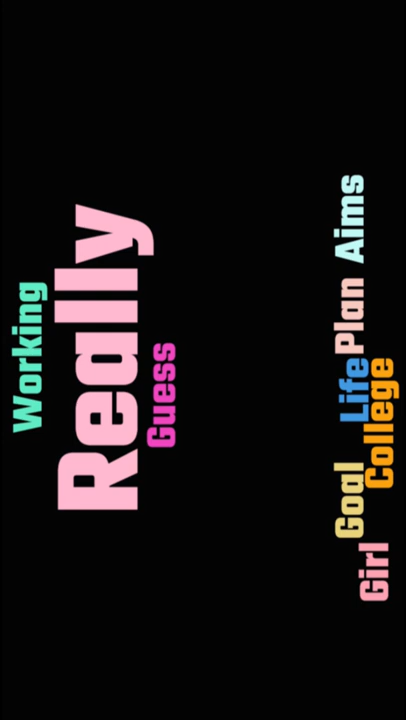 Working
Really
Guess
Aims
Plan
Life
College
Goal
Girl